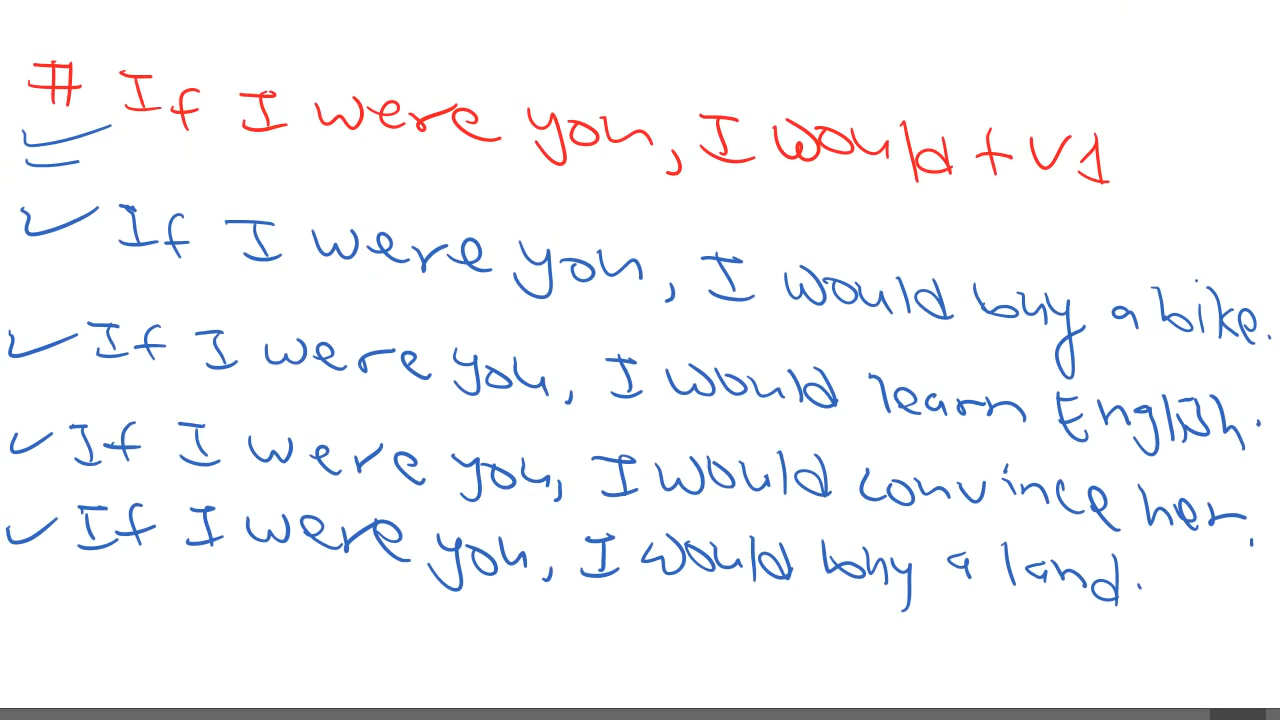 # If I were you, I would + V1
If I were you, I would buy a bike.
If I were you, I would learn English.
If I were you, I would convince her.
If I were you, I would buy a land.